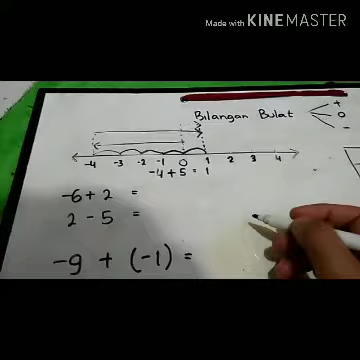 Made with KINEMASTER
Bilangan Bulat + 0 -
-4 -3 -2 -1 0 1 2 3 4
-4 + 5 = 1
-6 + 2 =
2 - 5 =
-9 + (-1) =